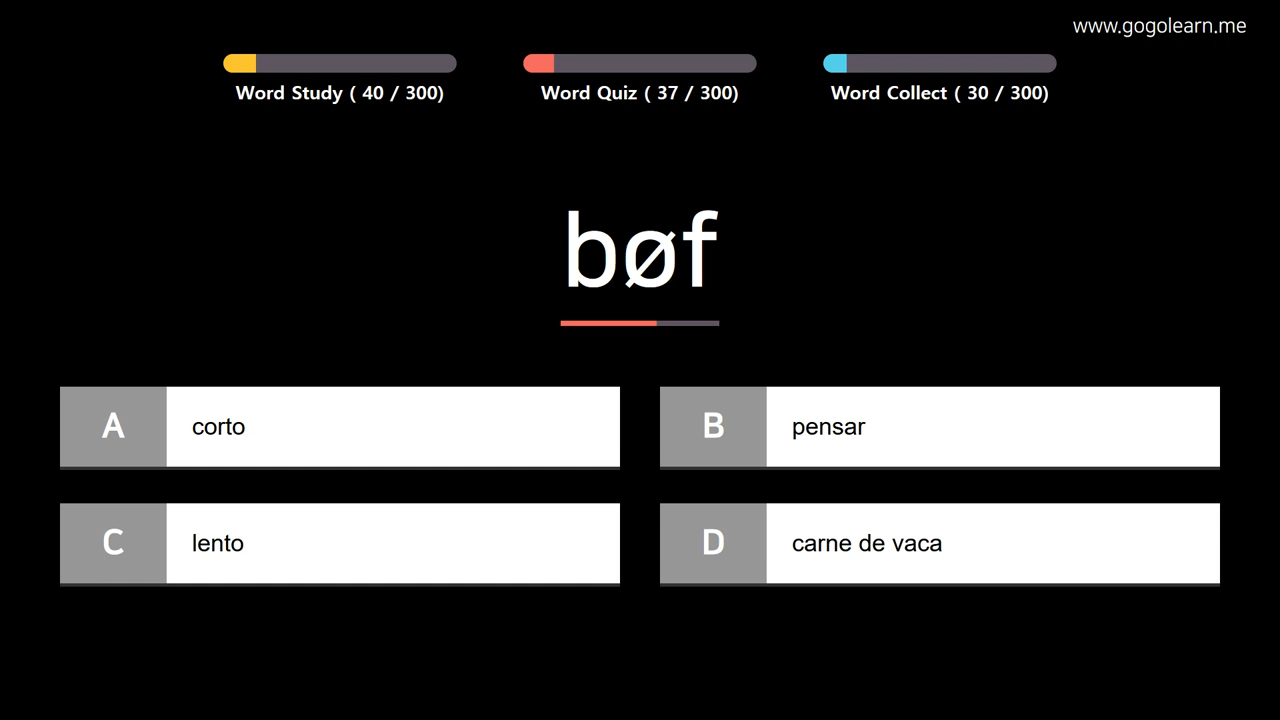 www.gogolearn.me
Word Study ( 40 / 300)
Word Quiz ( 37 / 300)
Word Collect ( 30 / 300)
bøf
A corto
B pensar
C lento
D carne de vaca